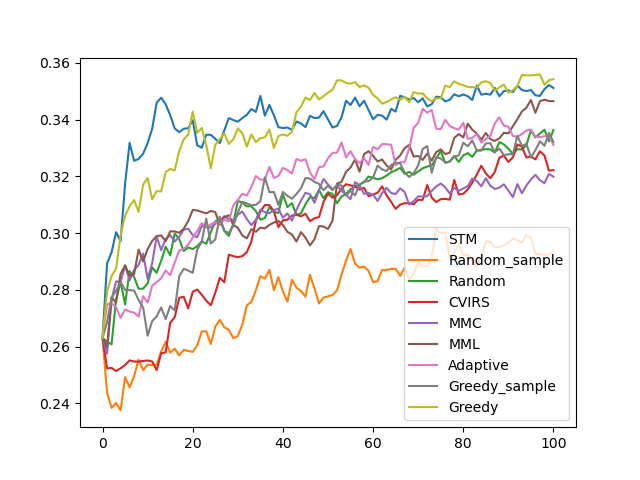 0.36
0.34
0.32
0.30
0.28
0.26
0.24
0
20
40
60
80
100
STM
Random_sample
Random
CVIRS
MMC
MML
Adaptive
Greedy_sample
Greedy